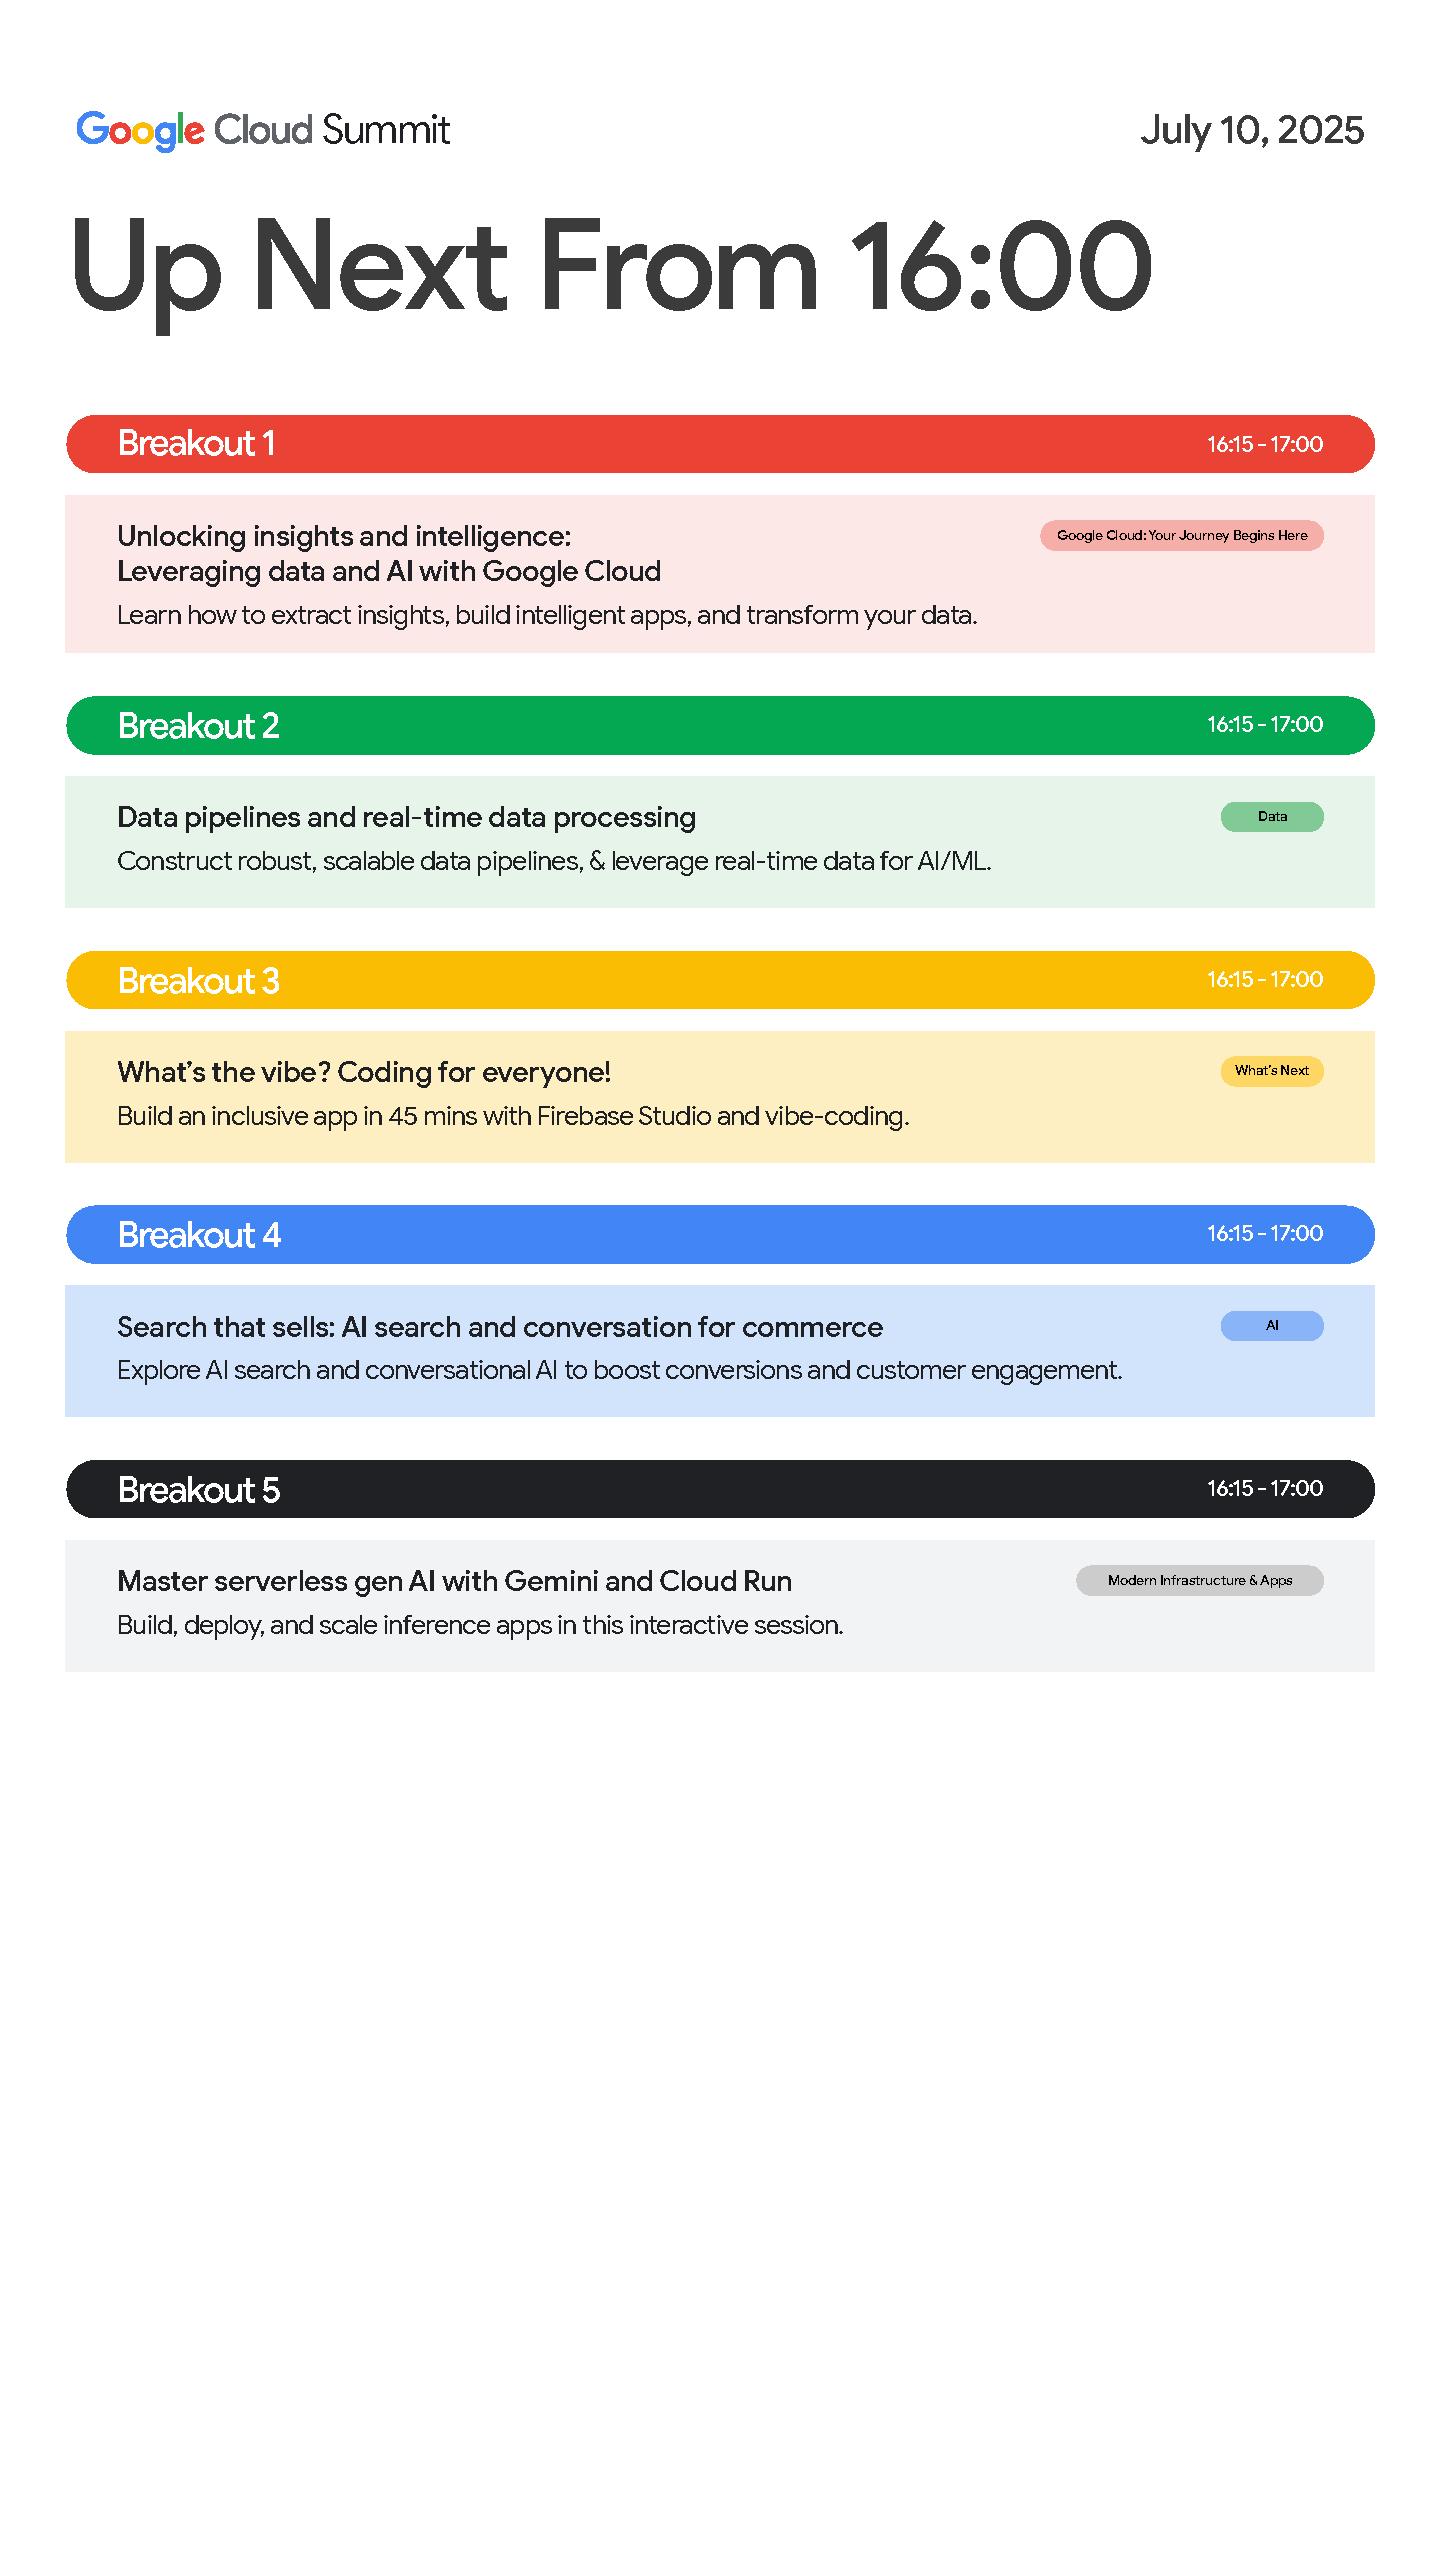 Google Cloud Summit
July 10, 2025
Up Next From 16:00
Breakout 1
16:15 - 17:00
Unlocking insights and intelligence:
Google Cloud: Your Journey Begins Here
Leveraging data and AI with Google Cloud
Learn how to extract insights, build intelligent apps, and transform your data.
Breakout 2
16:15 - 17:00
Data pipelines and real-time data processing
Data
Construct robust, scalable data pipelines, & leverage real-time data for AI/ML.
Breakout 3
16:15 - 17:00
What’s the vibe? Coding for everyone!
What’s Next
Build an inclusive app in 45 mins with Firebase Studio and vibe-coding.
Breakout 4
16:15 - 17:00
Search that sells: AI search and conversation for commerce
AI
Explore AI search and conversational AI to boost conversions and customer engagement.
Breakout 5
16:15 - 17:00
Master serverless gen AI with Gemini and Cloud Run
Modern Infrastructure & Apps
Build, deploy, and scale inference apps in this interactive session.